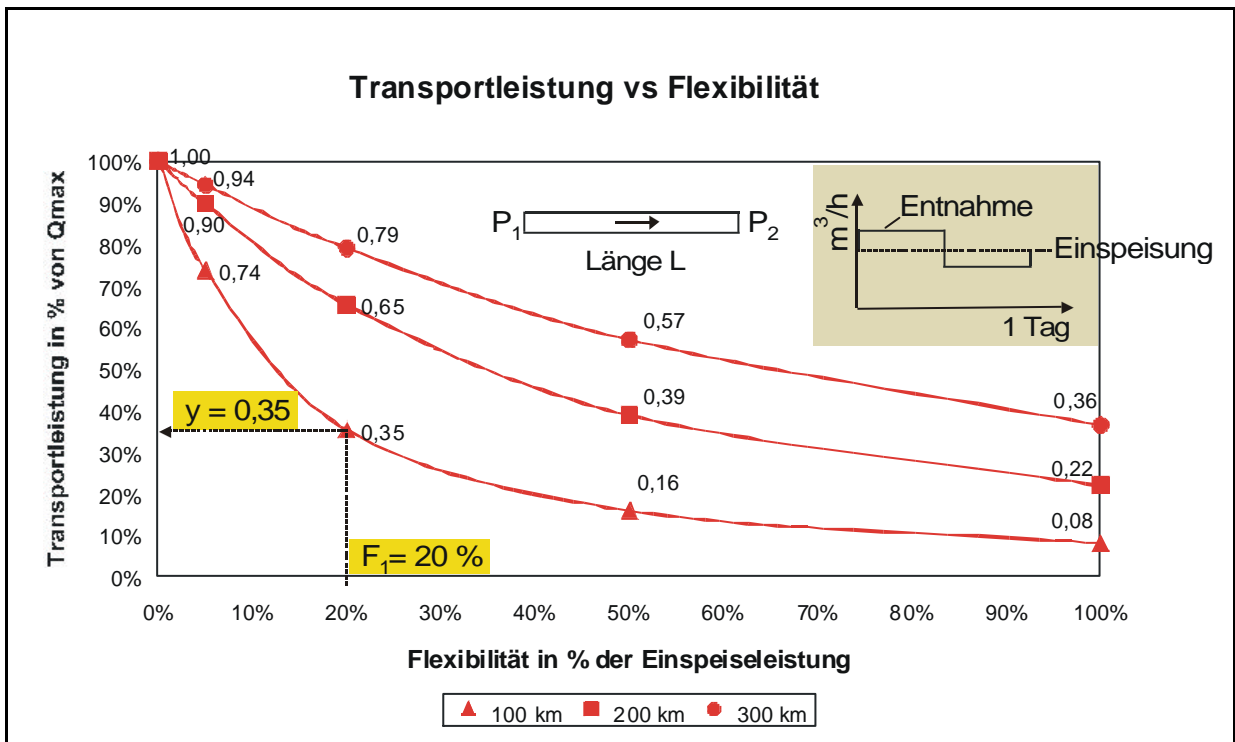 Transportleistung vs Flexibilität
Transportleistung in % von Qmax
100%
90%
80%
70%
60%
50%
40%
30%
20%
10%
0%
1,00
0,94
0,90
0,74
0,79
0,65
0,35
0,57
0,39
0,16
0,36
0,22
0,08
y = 0,35
F1= 20 %
P1
P2
Länge L
m3/h
Entnahme
Einspeisung
1 Tag
0% 10% 20% 30% 40% 50% 60% 70% 80% 90% 100%
Flexibilität in % der Einspeiseleistung
100 km 200 km 300 km